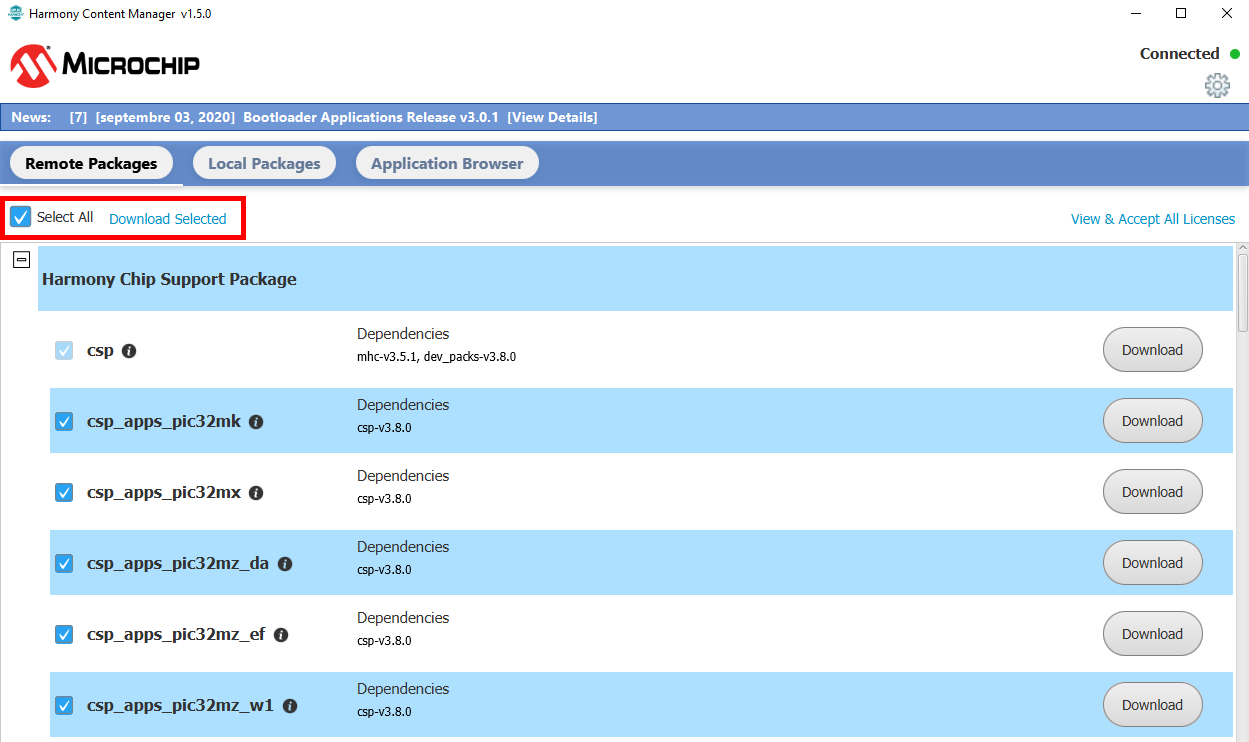 Harmony Content Manager v1.5.0
MICROCHIP
Connected
News: [7] [septembre 03, 2020] Bootloader Applications Release v3.0.1 [View Details]
Remote Packages Local Packages Application Browser
Select All Download Selected View & Accept All Licenses
Harmony Chip Support Package
Dependencies
csp Download
mhc-v3.5.1, dev_packs-v3.8.0
Dependencies
csp_apps_pic32mk Download
csp-v3.8.0
Dependencies
csp_apps_pic32mx Download
csp-v3.8.0
Dependencies
csp_apps_pic32mz_da Download
csp-v3.8.0
Dependencies
csp_apps_pic32mz_ef Download
csp-v3.8.0
Dependencies
csp_apps_pic32mz_w1 Download
csp-v3.8.0